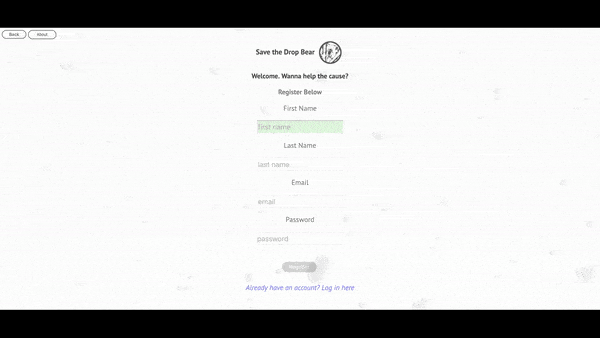 Back
About
Save the Drop Bear
Welcome. Wanna help the cause?
Register Below
First Name
first name
Last Name
last name
Email
email
Password
password
Register
Already have an account? Log in here